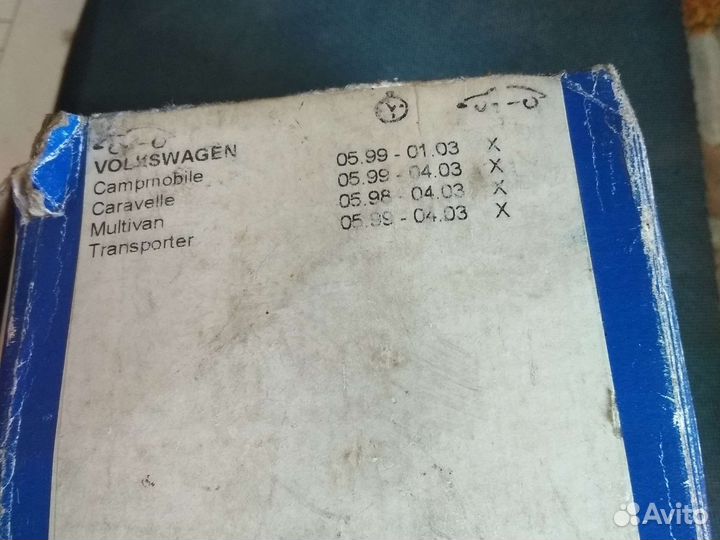 VOLKSWAGEN
Campmobile 05.99 - 01.03 X
Caravelle 05.99 - 04.03 X
Multivan 05.98 - 04.03 X
Transporter 05.99 - 04.03 X
Avito